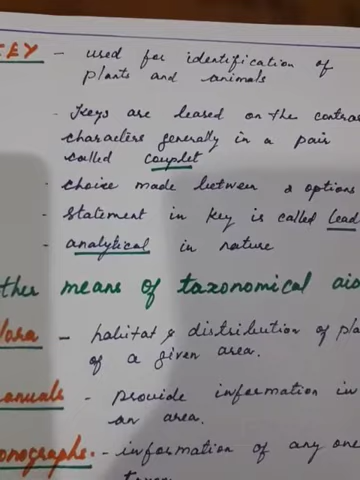 KEY - used for identification of
plants and animals
- Keys are based on the contras
characters generally in a pair
called couplet
- choice made between 2 options
- statement in key is called lead
- analytical in nature
ther means of taxonomical aid
lora - habitat & distribution of pla
of a given area.
anuals - provide information in
an area.
onographs. - information of any one
taxon